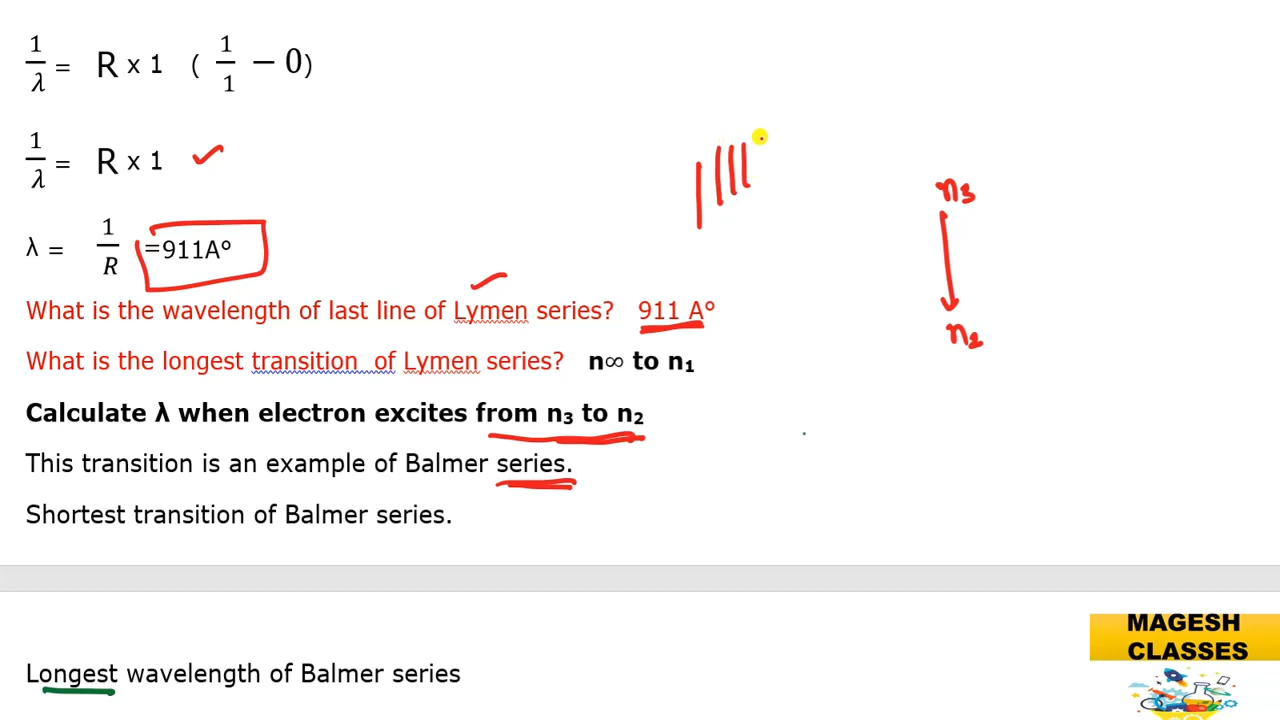 1/λ = R x 1 ( 1/1 − 0)
1/λ = R x 1
λ = 1/R =911A°
What is the wavelength of last line of Lymen series? 911 A°
What is the longest transition of Lymen series? n∞ to n₁
Calculate λ when electron excites from n₃ to n₂
This transition is an example of Balmer series.
Shortest transition of Balmer series.
n₃
n₂
Longest wavelength of Balmer series
MAGESH
CLASSES